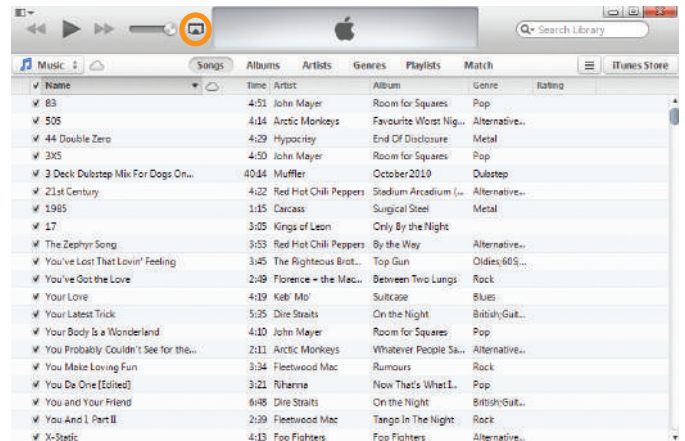 Search Library
Music Songs Albums Artists Genres Playlists Match iTunes Store
Name Time Artist Album Genre Rating
83 4:51 John Mayer Room for Squares Pop
505 4:14 Arctic Monkeys Favourite Worst Nig... Alternative...
44 Double Zero 4:29 Hypocrisy End Of Disclosure Metal
3X5 4:50 John Mayer Room for Squares Pop
3 Deck Dubstep Mix For Dogs On... 40:14 Muffler October 2010 Dubstep
21st Century 4:22 Red Hot Chili Peppers Stadium Arcadium (... Alternative...
1985 1:15 Carcass Surgical Steel Metal
17 3:05 Kings of Leon Only By the Night
The Zephyr Song 3:53 Red Hot Chili Peppers By the Way Alternative...
You've Lost That Lovin' Feeling 3:45 The Righteous Brot... Top Gun Oldies;60S;...
You've Got the Love 2:49 Florence + the Mac... Between Two Lungs Rock
Your Love 4:19 Keb' Mo' Suitcase Blues
Your Latest Trick 5:35 Dire Straits On the Night British;Guit...
Your Body Is a Wonderland 4:10 John Mayer Room for Squares Pop
You Probably Couldn't See for the... 2:11 Arctic Monkeys Whatever People Sa... Alternative...
You Make Loving Fun 3:34 Fleetwood Mac Rumours Rock
You Da One [Edited] 3:21 Rihanna Now That's What I... Pop
You and Your Friend 6:48 Dire Straits On the Night British;Guit...
You And I Part II 2:39 Fleetwood Mac Tango In The Night Rock
X-Static 4:13 Foo Fighters Foo Fighters Alternative...